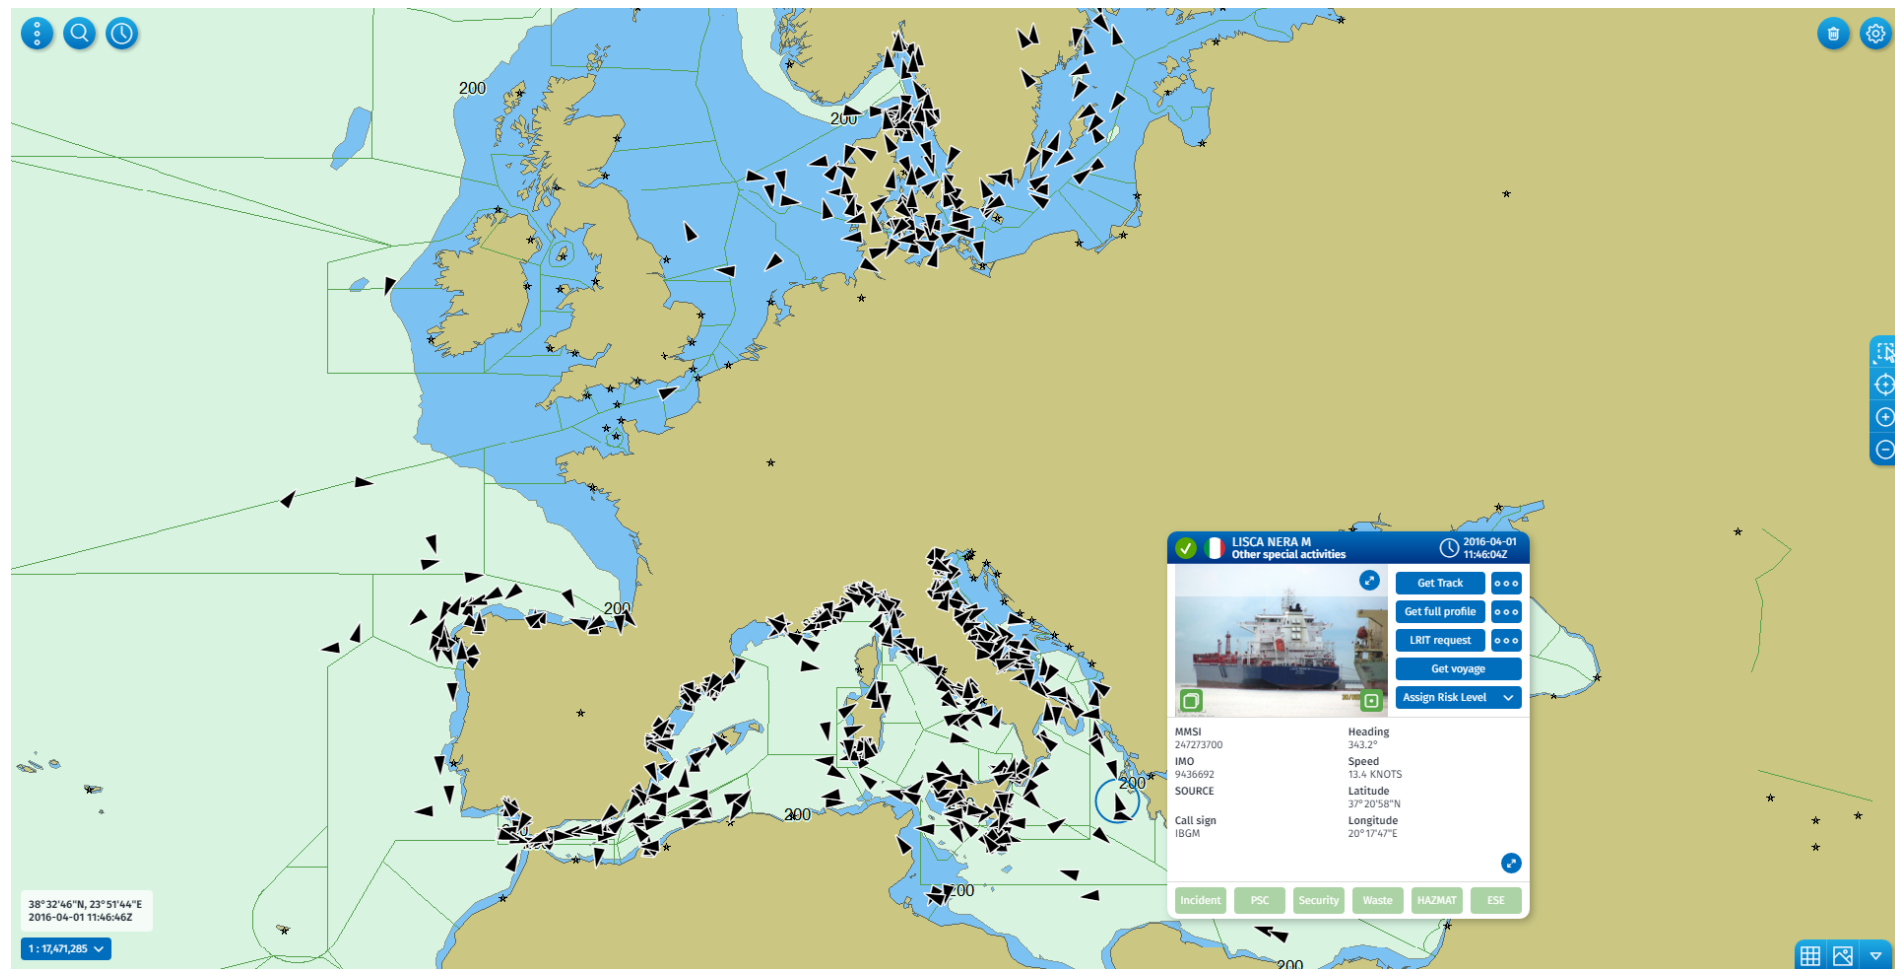 200
200
200
200
200
200
200
LISCA NERA M
Other special activities
2016-04-01
11:46:04Z
Get Track
Get full profile
LRIT request
Get voyage
Assign Risk Level
MMSI
247273700
Heading
343.2°
IMO
9436692
Speed
13.4 KNOTS
SOURCE
Latitude
37°20'58"N
Call sign
IBGM
Longitude
20°17'47"E
Incident
PSC
Security
Waste
HAZMAT
ESE
38°32'46"N, 23°51'44"E
2016-04-01 11:46:46Z
1 : 17,471,285